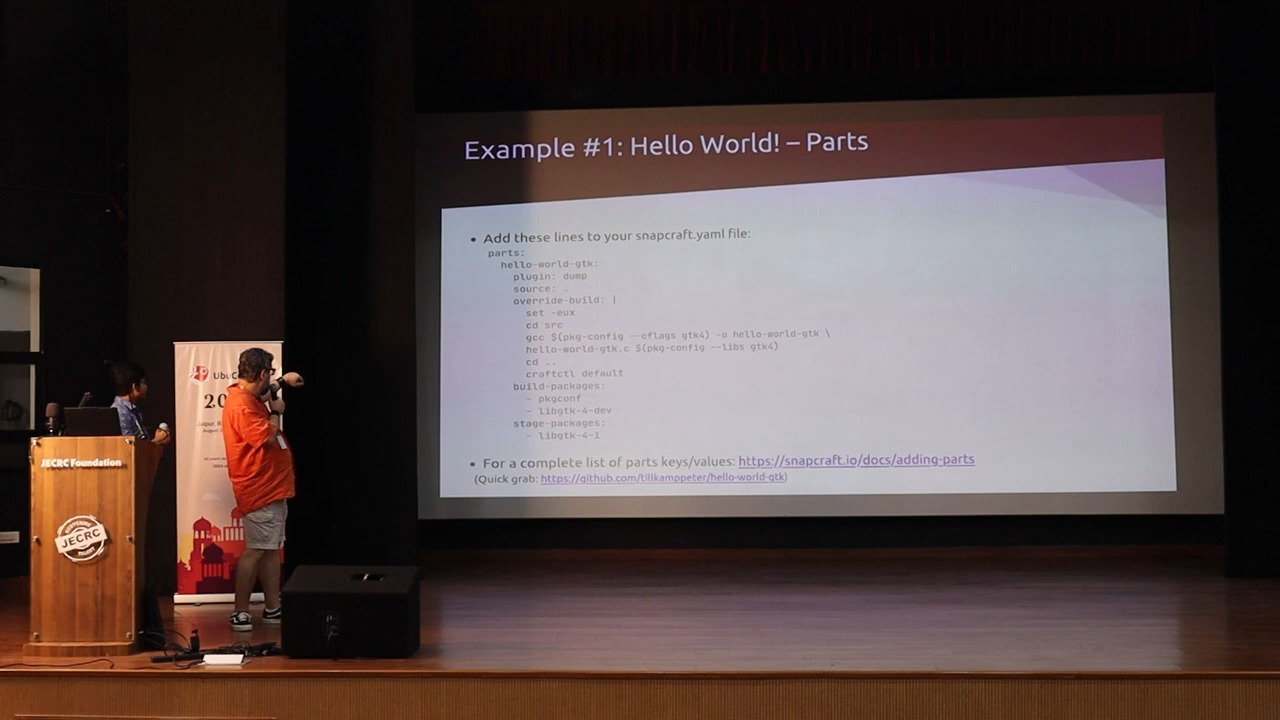 Example #1: Hello World! – Parts
• Add these lines to your snapcraft.yaml file:
parts:
hello-world-gtk:
plugin: dump
source: .
override-build: |
set -eux
cd src
gcc $(pkg-config --cflags gtk4) -o hello-world-gtk \
hello-world-gtk.c $(pkg-config --libs gtk4)
cd ..
craftctl default
build-packages:
- pkgconf
- libgtk-4-dev
stage-packages:
- libgtk-4-1
• For a complete list of parts keys/values: https://snapcraft.io/docs/adding-parts
(Quick grab: https://github.com/tillkamppeter/hello-world-gtk)
JECRC Foundation
JECRC